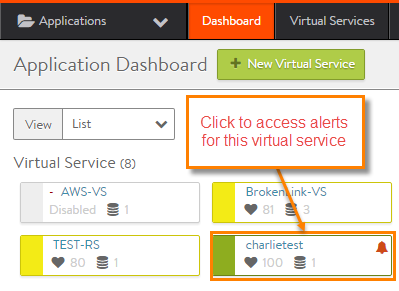 Applications
Dashboard
Virtual Services
Application Dashboard
+ New Virtual Service
View
List
Click to access alerts
for this virtual service
Virtual Service (8)
- AWS-VS
Disabled 1
BrokenLink-VS
81 3
TEST-RS
80 1
charlietest
100 1